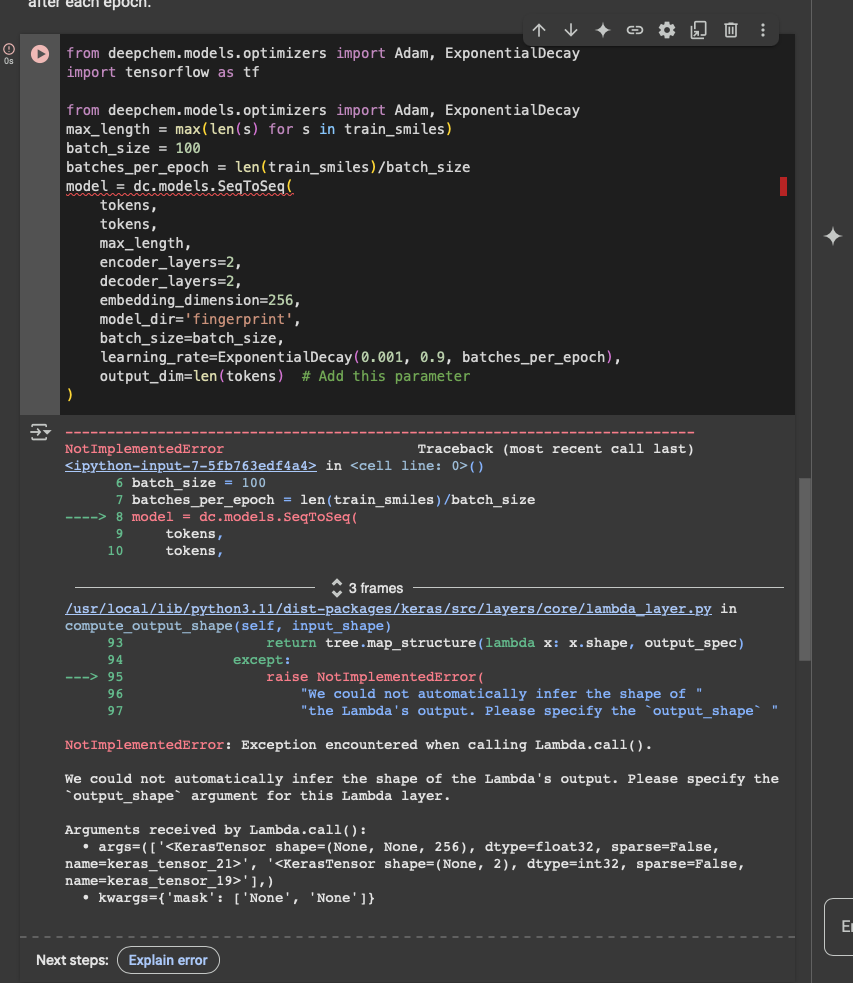 after each epoch.
0s
from deepchem.models.optimizers import Adam, ExponentialDecay
import tensorflow as tf
from deepchem.models.optimizers import Adam, ExponentialDecay
max_length = max(len(s) for s in train_smiles)
batch_size = 100
batches_per_epoch = len(train_smiles)/batch_size
model = dc.models.SeqToSeq(
    tokens,
    tokens,
    max_length,
    encoder_layers=2,
    decoder_layers=2,
    embedding_dimension=256,
    model_dir='fingerprint',
    batch_size=batch_size,
    learning_rate=ExponentialDecay(0.001, 0.9, batches_per_epoch),
    output_dim=len(tokens)  # Add this parameter
)
---------------------------------------------------------------------------
NotImplementedError                       Traceback (most recent call last)
<ipython-input-7-5fb763edf4a4> in <cell line: 0>()
      6 batch_size = 100
      7 batches_per_epoch = len(train_smiles)/batch_size
----> 8 model = dc.models.SeqToSeq(
      9     tokens,
     10     tokens,
3 frames
/usr/local/lib/python3.11/dist-packages/keras/src/layers/core/lambda_layer.py in
compute_output_shape(self, input_shape)
     93                 return tree.map_structure(lambda x: x.shape, output_spec)
     94             except:
---> 95                 raise NotImplementedError(
     96                     "We could not automatically infer the shape of "
     97                     "the Lambda's output. Please specify the `output_shape` "
NotImplementedError: Exception encountered when calling Lambda.call().
We could not automatically infer the shape of the Lambda's output. Please specify the
`output_shape` argument for this Lambda layer.
Arguments received by Lambda.call():
  • args=(['<KerasTensor shape=(None, None, 256), dtype=float32, sparse=False,
name=keras_tensor_21>', '<KerasTensor shape=(None, 2), dtype=int32, sparse=False,
name=keras_tensor_19>'],)
  • kwargs={'mask': ['None', 'None']}
Next steps: Explain error